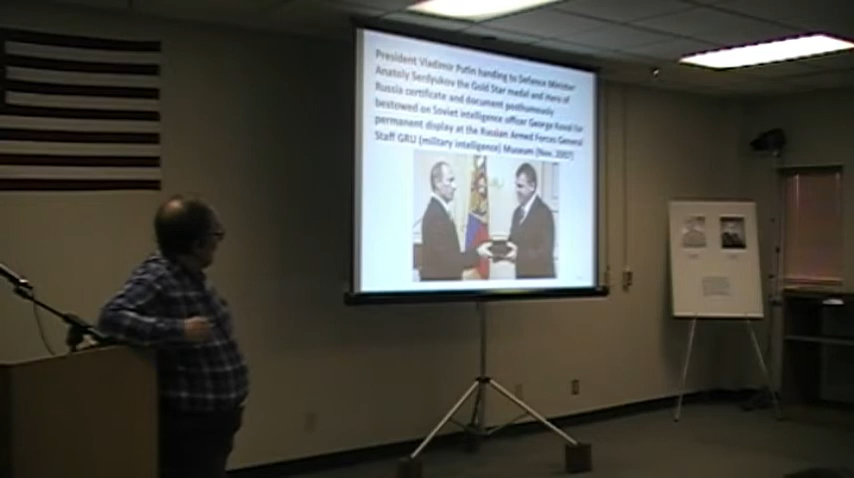 President Vladimir Putin handing to Defence Minister
Anatoly Serdyukov the Gold Star medal and Hero of
Russia certificate and document posthumously
bestowed on Soviet intelligence officer George Koval for
permanent display at the Russian Armed Forces General
Staff GRU (military intelligence) Museum (Nov. 2007)